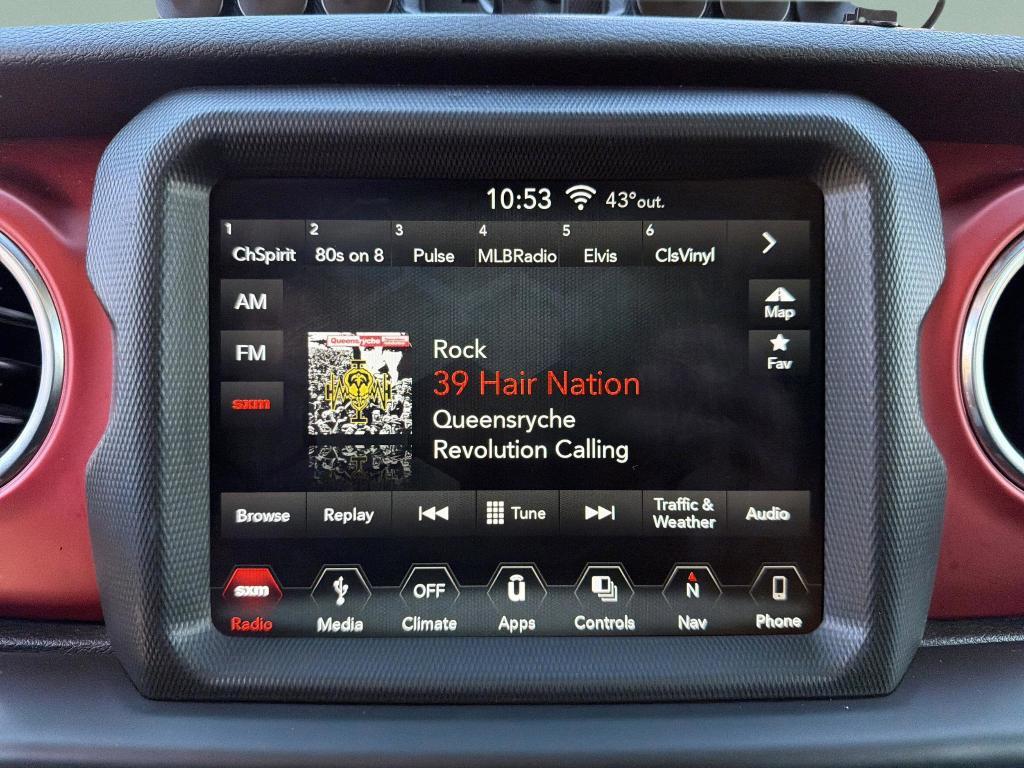 10:53 43°out.
1 2 3 4 5 6
ChSpirit 80s on 8 Pulse MLBRadio Elvis ClsVinyl
AM
Map
FM
Fav
sxm
Queensrÿche
Rock
39 Hair Nation
Queensryche
Revolution Calling
Browse Replay Tune Traffic & Weather Audio
sxm OFF u N
Radio Media Climate Apps Controls Nav Phone